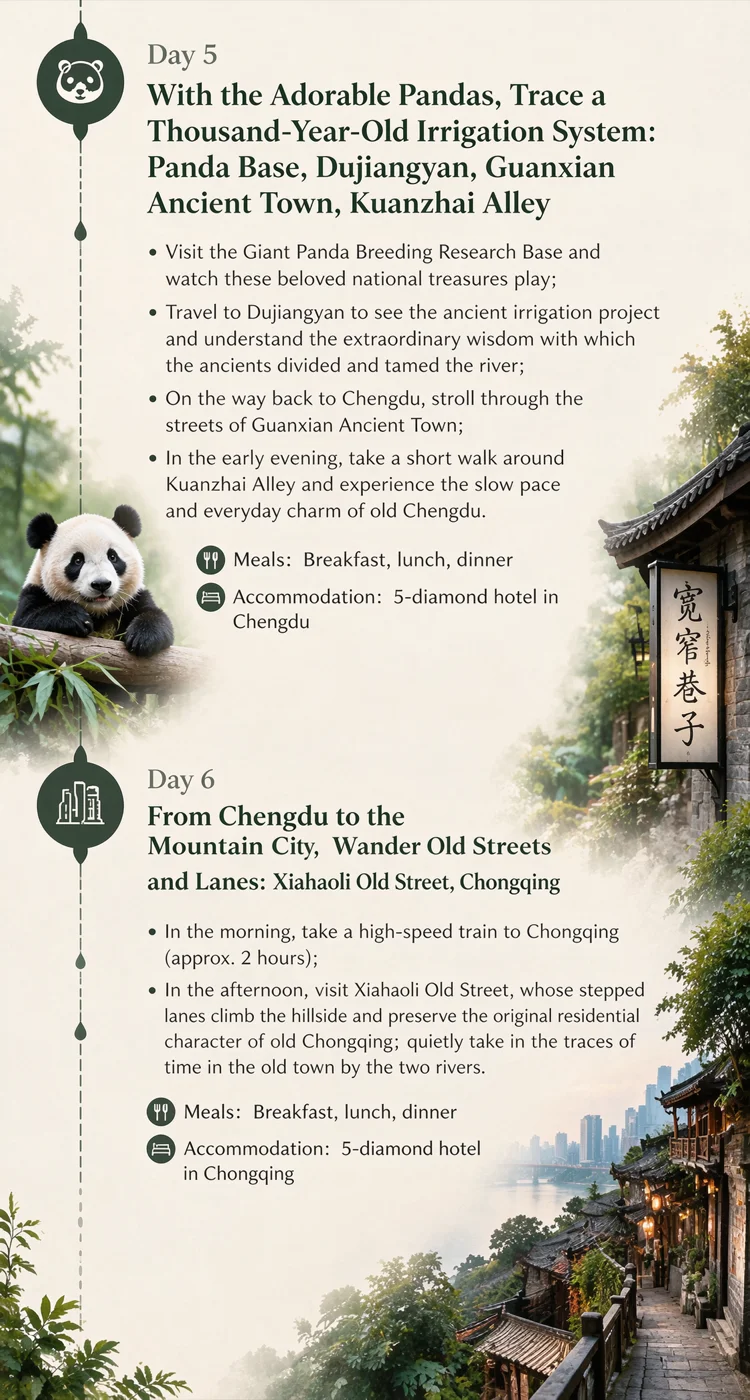 Day 5
With the Adorable Pandas, Trace a
Thousand-Year-Old Irrigation System:
Panda Base, Dujiangyan, Guanxian
Ancient Town, Kuanzhai Alley
• Visit the Giant Panda Breeding Research Base and
watch these beloved national treasures play;
• Travel to Dujiangyan to see the ancient irrigation project
and understand the extraordinary wisdom with which
the ancients divided and tamed the river;
• On the way back to Chengdu, stroll through the
streets of Guanxian Ancient Town;
• In the early evening, take a short walk around
Kuanzhai Alley and experience the slow pace
and everyday charm of old Chengdu.
Meals: Breakfast, lunch, dinner
Accommodation: 5-diamond hotel in
Chengdu
宽窄巷子
Day 6
From Chengdu to the
Mountain City, Wander Old Streets
and Lanes: Xiahaoli Old Street, Chongqing
• In the morning, take a high-speed train to Chongqing
(approx. 2 hours);
• In the afternoon, visit Xiahaoli Old Street, whose stepped
lanes climb the hillside and preserve the original residential
character of old Chongqing; quietly take in the traces of
time in the old town by the two rivers.
Meals: Breakfast, lunch, dinner
Accommodation: 5-diamond hotel
in Chongqing